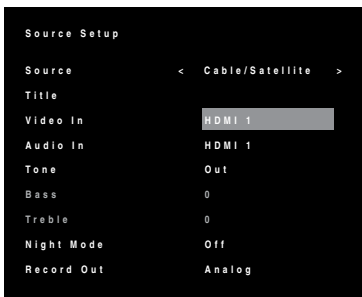 Source Setup
Source < Cable/Satellite >
Title
Video In HDMI 1
Audio In HDMI 1
Tone Out
Bass 0
Treble 0
Night Mode Off
Record Out Analog